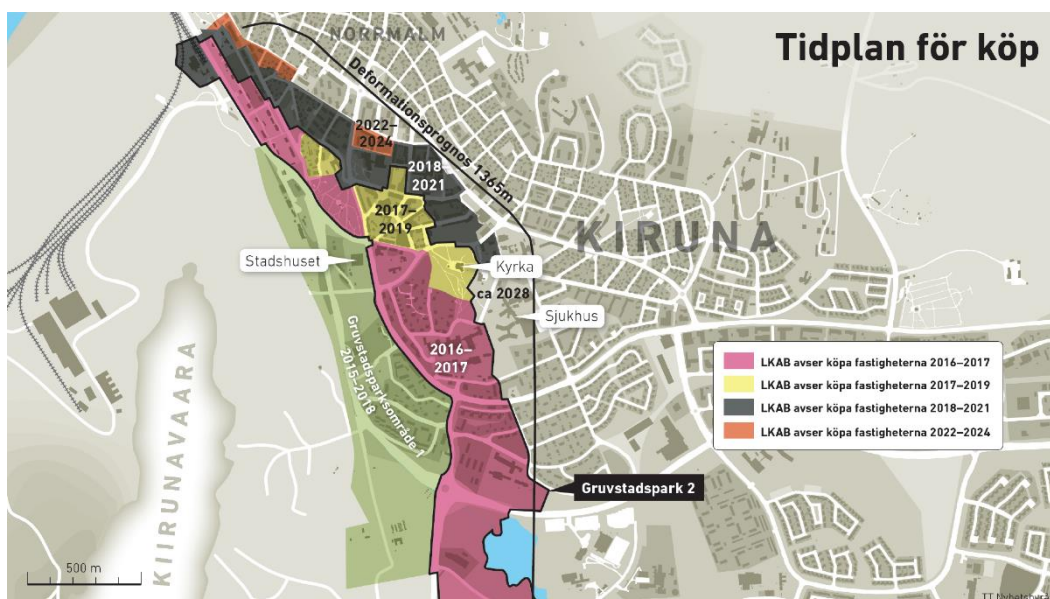 NORRMALM
Tidplan för köp
Deformationsprognos 1365m
2022–
2024
2018–
2021
2017–
2019
KIRUNA
Stadshuset
Kyrka
ca 2028
Sjukhus
2016–
2017
Gruvstadsparksområde 1
2015–2018
LKAB avser köpa fastigheterna 2016–2017
LKAB avser köpa fastigheterna 2017–2019
LKAB avser köpa fastigheterna 2018–2021
LKAB avser köpa fastigheterna 2022–2024
Gruvstadspark 2
KIIRUNAVAARA
500 m
TT Nyhetsbyrå